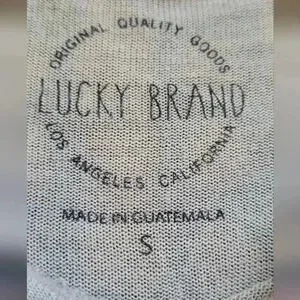 ORIGINAL QUALITY GOODS
LUCKY BRAND
LOS ANGELES CALIFORNIA
MADE IN GUATEMALA
S